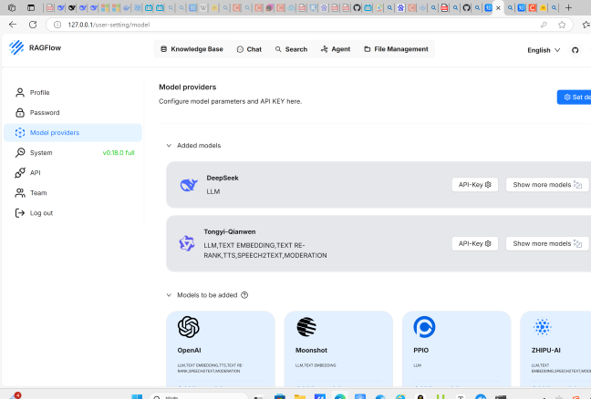 127.0.0.1/user-setting/model
RAGFlow
Knowledge Base
Chat
Search
Agent
File Management
English
Model providers
Configure model parameters and API KEY here.
Set de
Profile
Password
Model providers
System
v0.18.0 full
API
Team
Log out
Added models
DeepSeek
LLM
API-Key
Show more models
Tongyi-Qianwen
LLM,TEXT EMBEDDING,TEXT RE-
RANK,TTS,SPEECH2TEXT,MODERATION
API-Key
Show more models
Models to be added
OpenAI
LLM,TEXT EMBEDDING,TTS,TEXT RE-
RANK,SPEECH2TEXT,MODERATION
Moonshot
LLM,TEXT EMBEDDING
PPIO
LLM
ZHIPU-AI
LLM,TEXT
EMBEDDING,SPEECH2TEXT,MODERATION